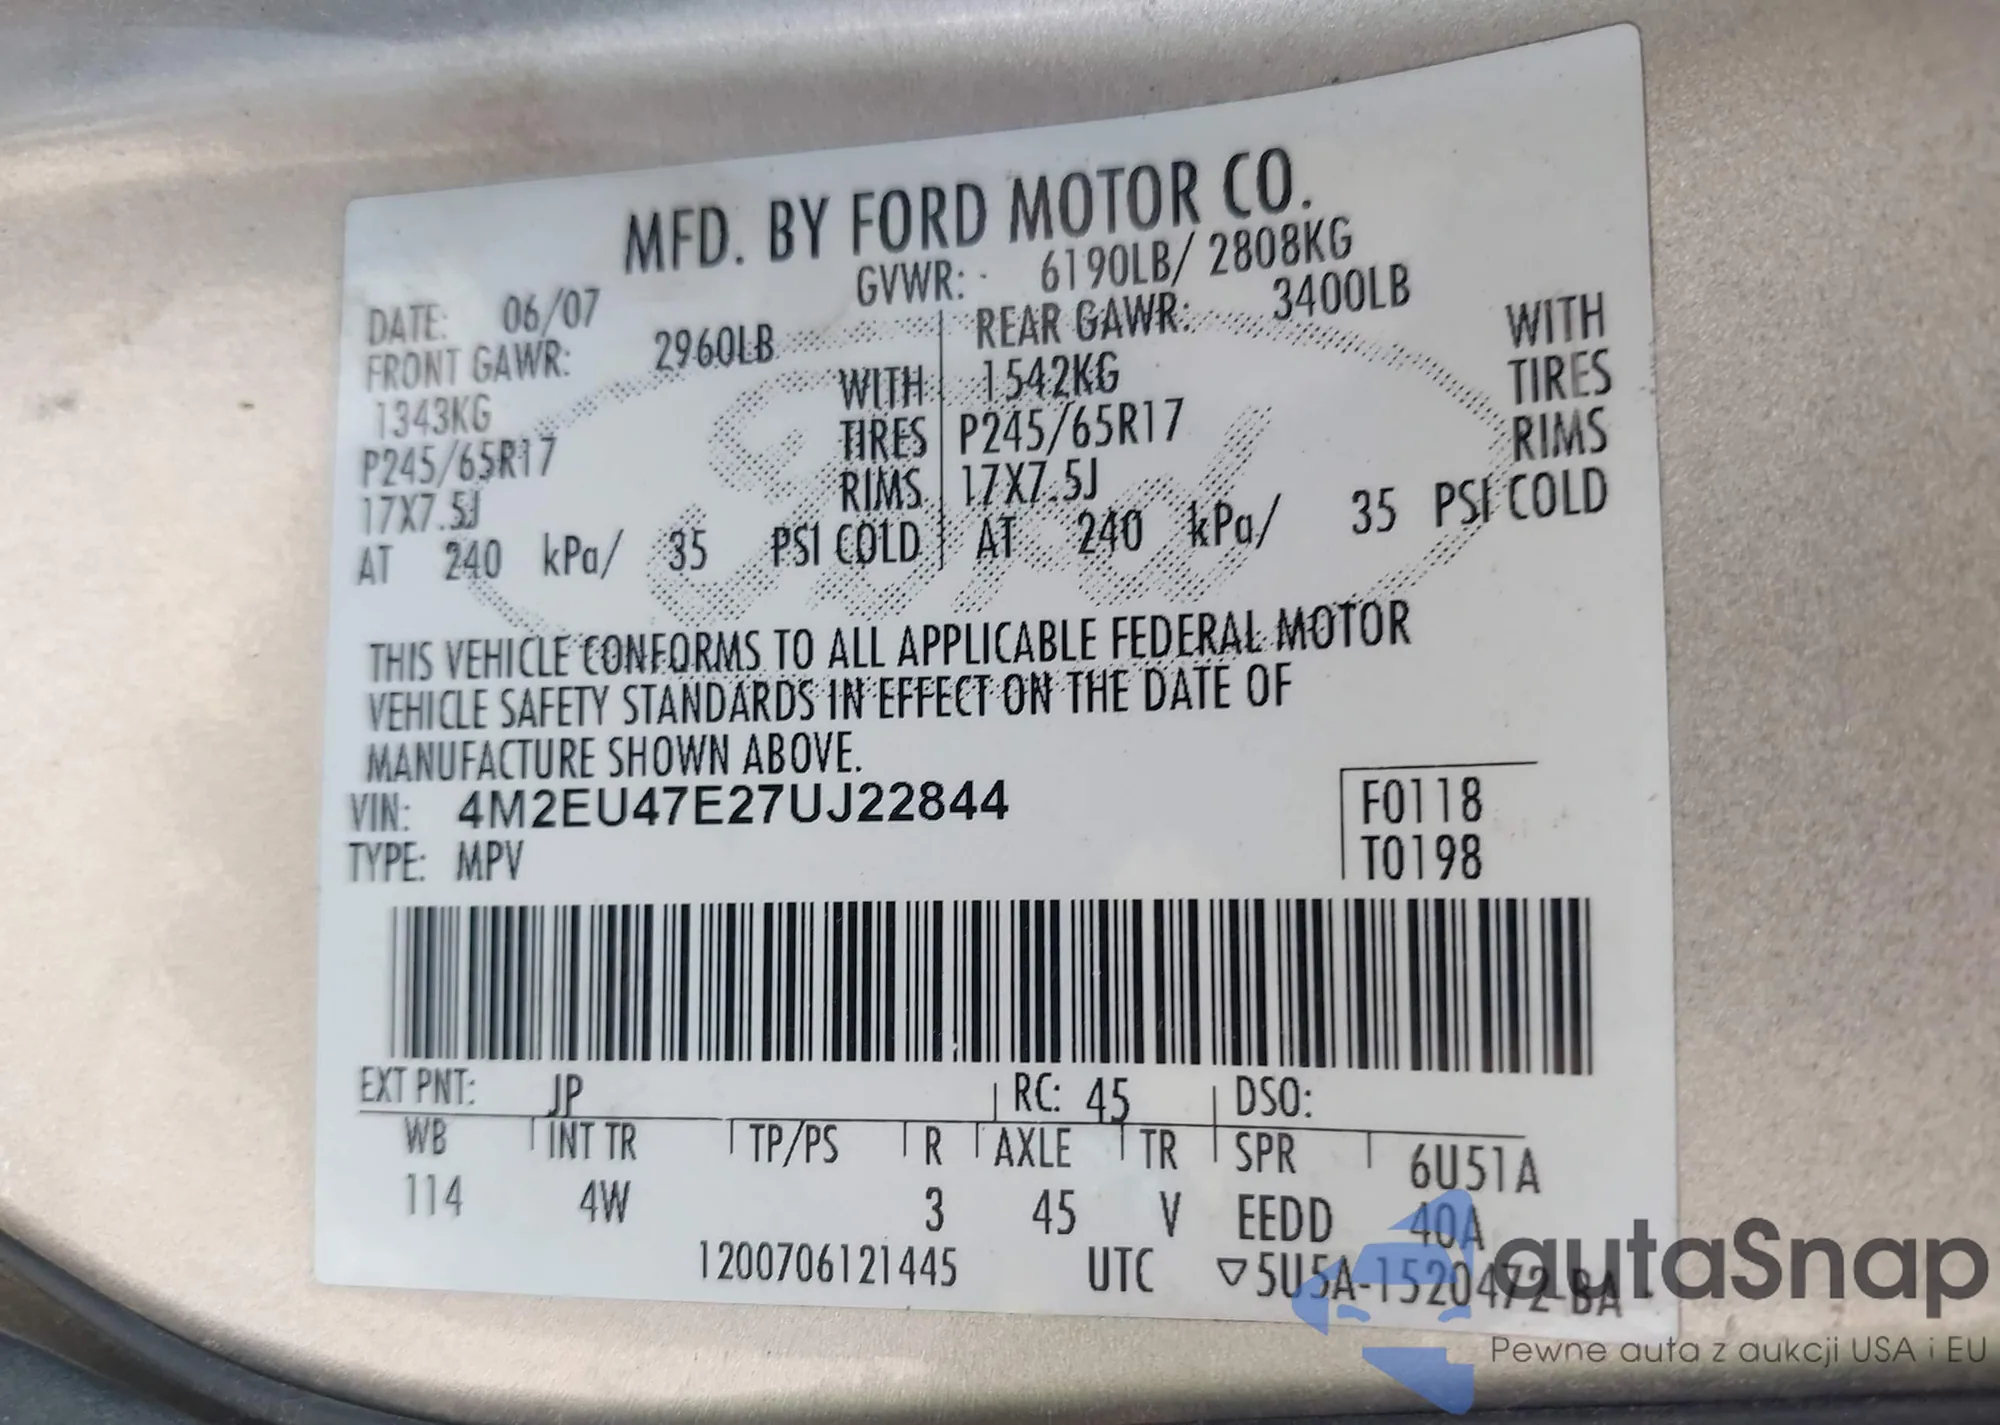 MFD. BY FORD MOTOR CO.
DATE: 06/07 GVWR: 6190LB/ 2808KG
FRONT GAWR: 2960LB REAR GAWR: 3400LB
1343KG WITH 1542KG WITH
P245/65R17 TIRES P245/65R17 TIRES
17X7.5J RIMS 17X7.5J RIMS
AT 240 kPa/ 35 PSI COLD AT 240 kPa/ 35 PSI COLD
THIS VEHICLE CONFORMS TO ALL APPLICABLE FEDERAL MOTOR
VEHICLE SAFETY STANDARDS IN EFFECT ON THE DATE OF
MANUFACTURE SHOWN ABOVE.
VIN: 4M2EU47E27UJ22844 F0118
TYPE: MPV T0198
EXT PNT: JP RC: 45 DSO:
WB INT TR TP/PS R AXLE TR SPR 6U51A
114 4W 3 45 V EEDD 40A
1200706121445 UTC ▽5U5A-1520472-BA
autaSnap
Pewne auta z aukcji USA i EU